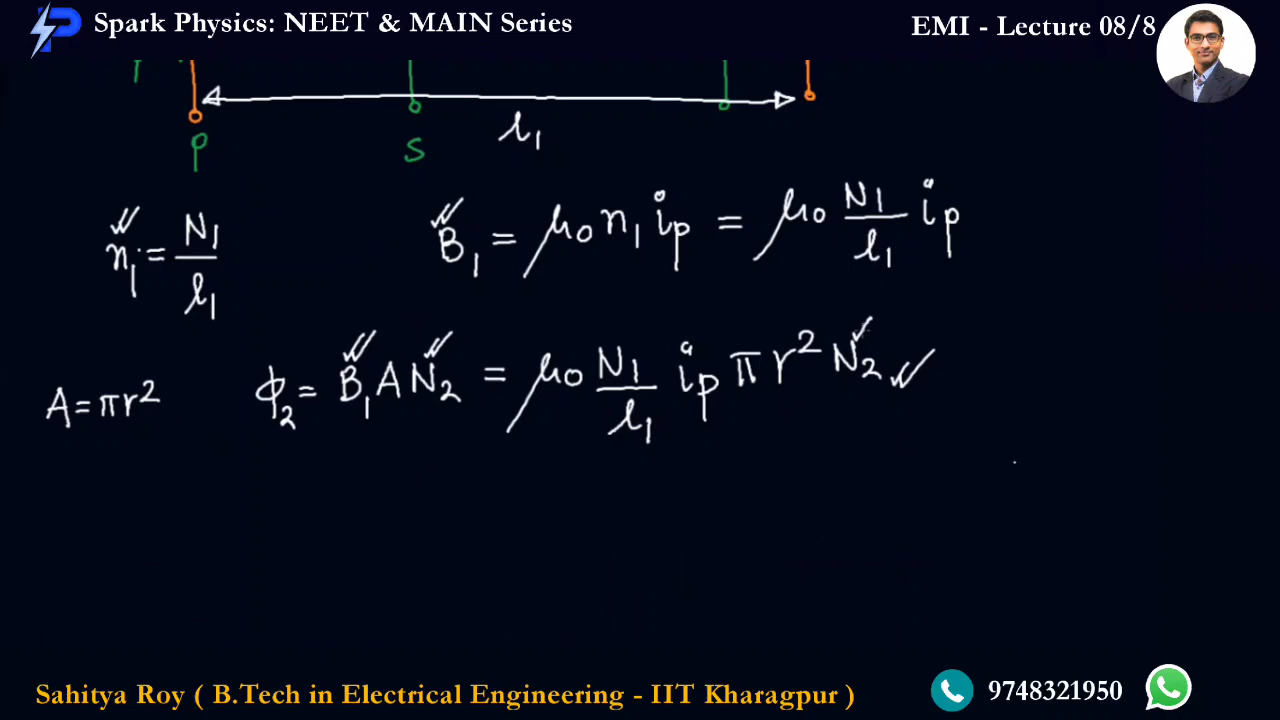 Spark Physics: NEET & MAIN Series
EMI - Lecture 08/8
l₁
P
S
n₁ = N₁/l₁
B₁ = μ₀ n₁ iₚ = μ₀ N₁/l₁ iₚ
A = πr²
ϕ₂ = B₁ A N₂ = μ₀ N₁/l₁ iₚ π r² N₂
Sahitya Roy ( B.Tech in Electrical Engineering - IIT Kharagpur )
9748321950